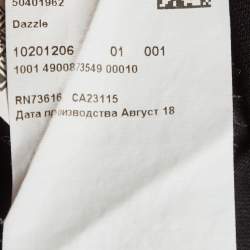 50401962
Dazzle
10201206 01 001
1001 49008/3549 00010
RN73616 CA23115
Дата производства Август 18